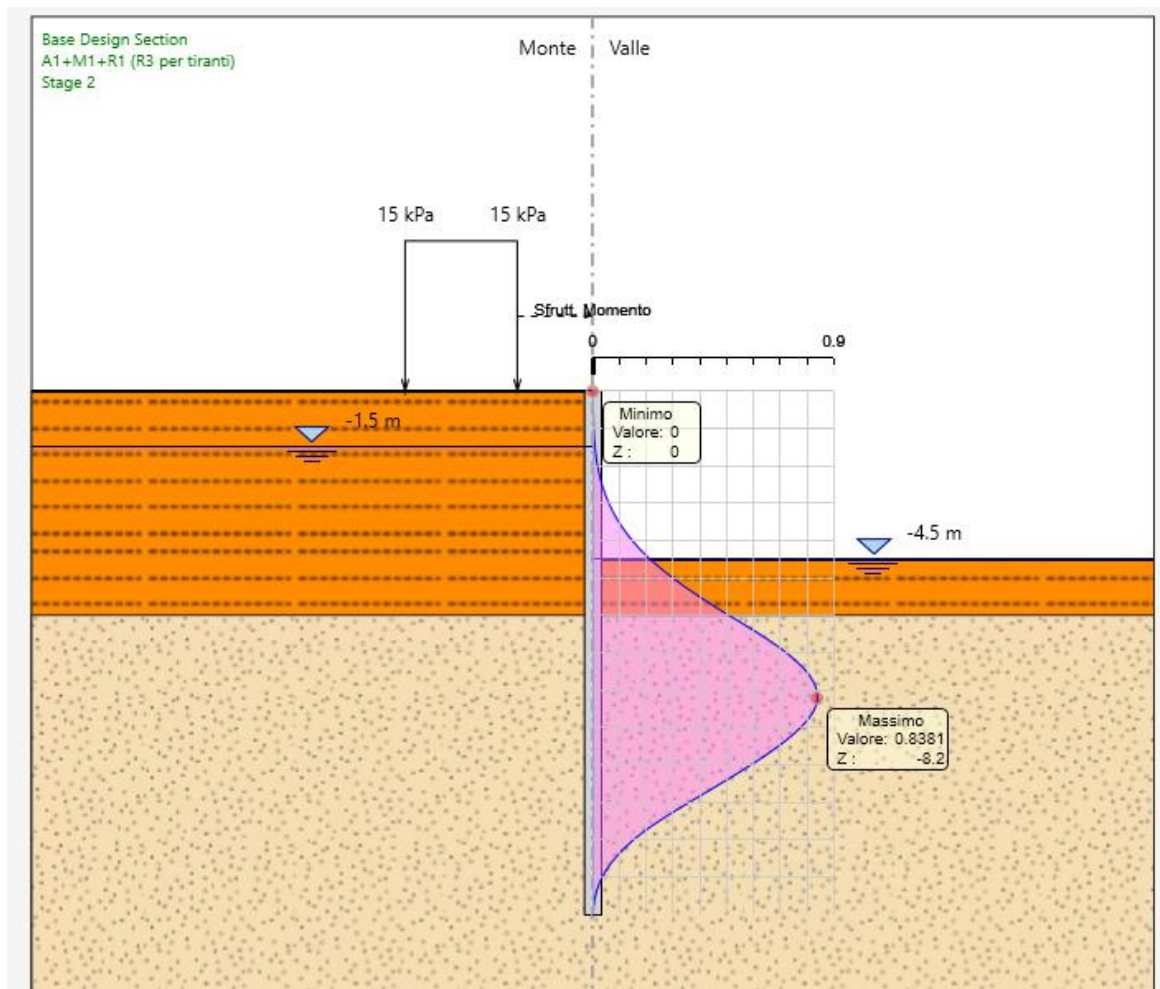 Base Design Section
A1+M1+R1 (R3 per tiranti)
Stage 2
Monte
Valle
15 kPa
15 kPa
Sfrutt. Momento
0
0.9
-1,5 m
Minimo
Valore: 0
Z : 0
-4.5 m
Massimo
Valore: 0.8381
Z : -8.2